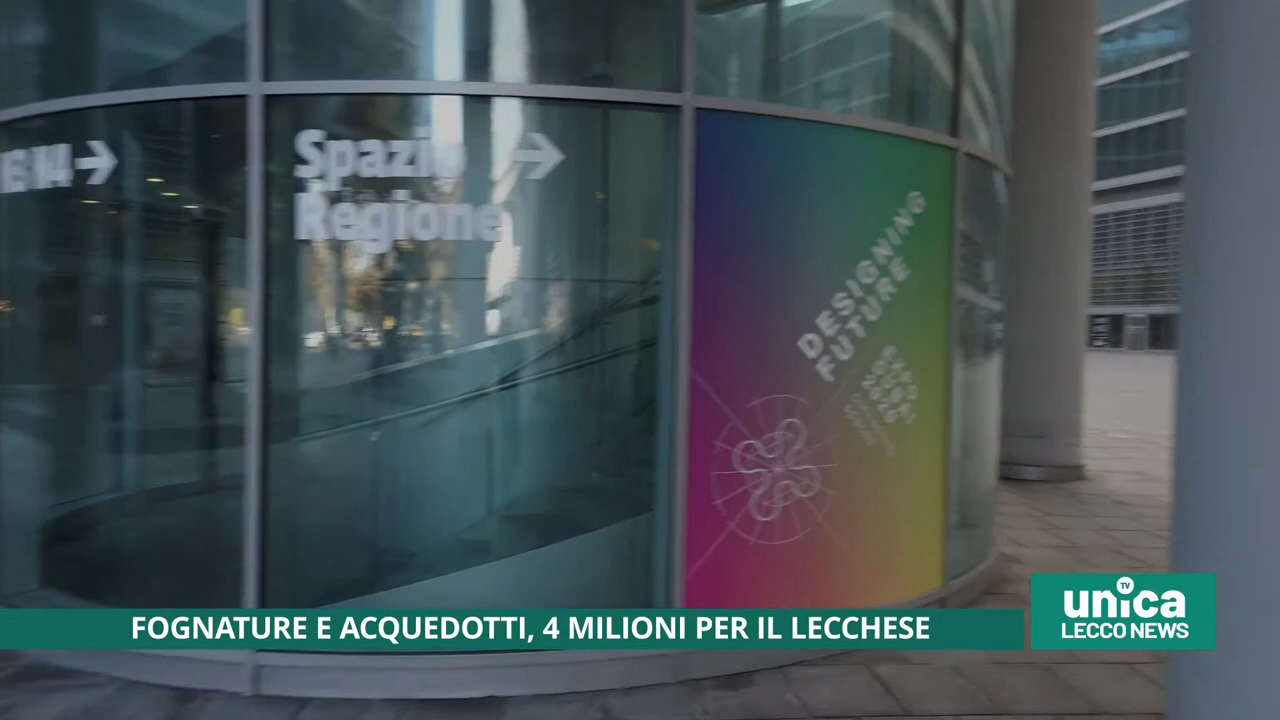 Spazio →
Regione
DESIGNING
FUTURE
FOGNATURE E ACQUEDOTTI, 4 MILIONI PER IL LECCHESE
TV
unica
LECCO NEWS